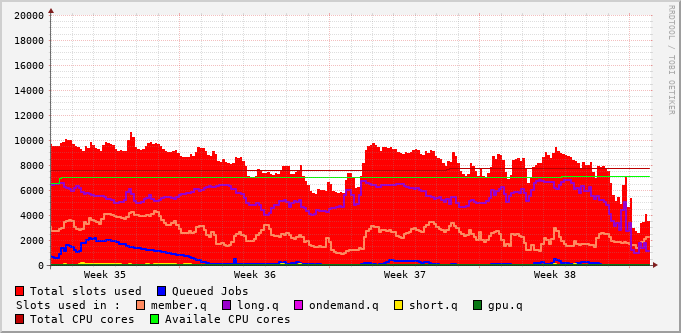 20000
18000
16000
14000
12000
10000
8000
6000
4000
2000
0
Week 35 Week 36 Week 37 Week 38
RRDTOOL / TOBI OETIKER
Total slots used Queued Jobs
Slots used in : member.q long.q ondemand.q short.q gpu.q
Total CPU cores Availale CPU cores